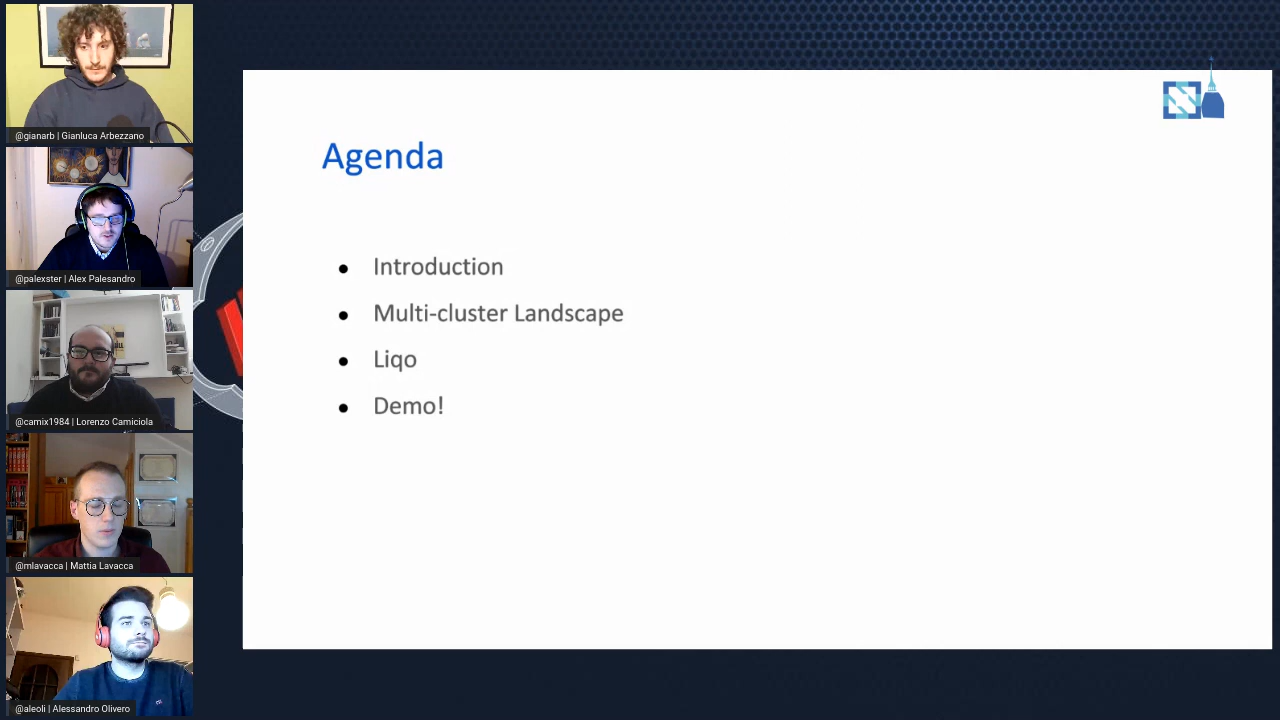 @gianarb | Gianluca Arbezzano
@palexster | Alex Palesandro
@camix1984 | Lorenzo Camiciola
@mlavacca | Mattia Lavacca
@aleoli | Alessandro Olivero
Agenda
● Introduction
● Multi-cluster Landscape
● Liqo
● Demo!